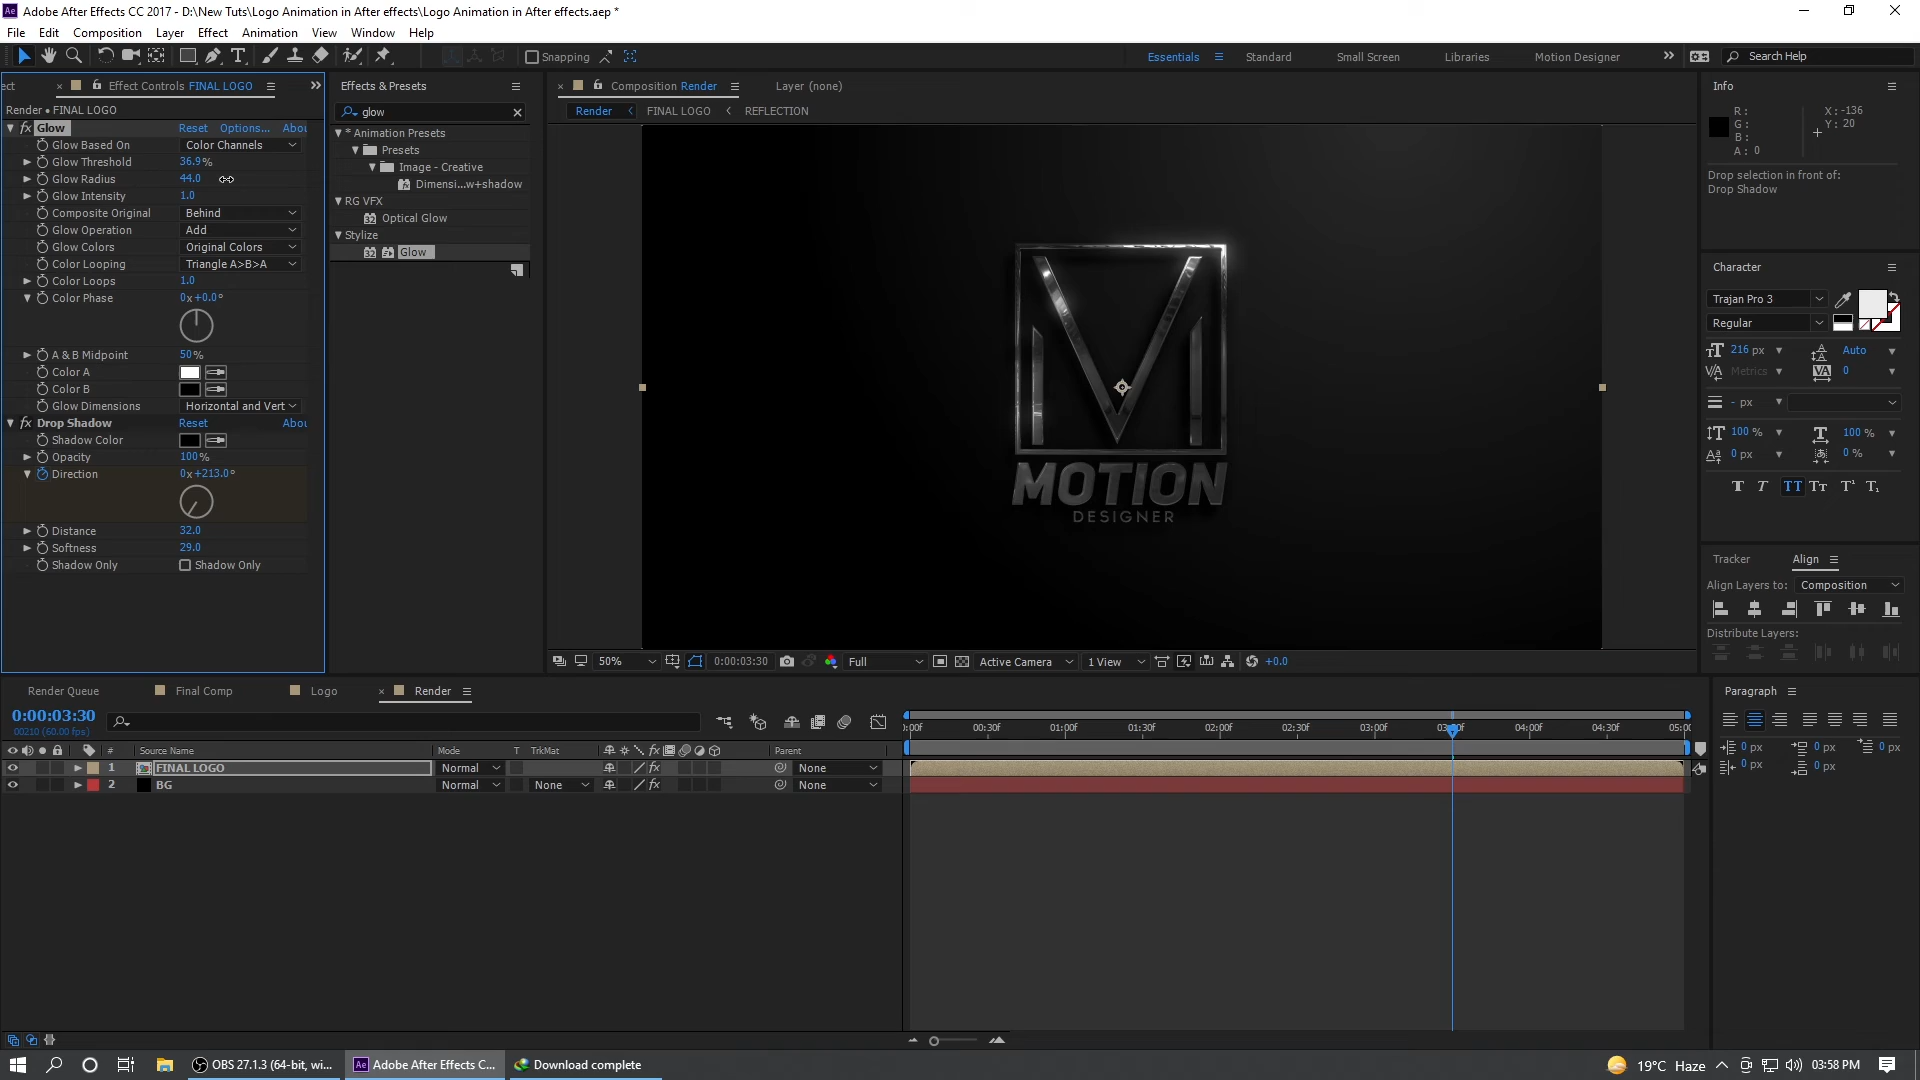 Adobe After Effects CC 2017 - D:\New Tuts\Logo Animation in After effects\Logo Animation in After effects.aep *
File Edit Composition Layer Effect Animation View Window Help
Snapping Essentials Standard Small Screen Libraries Motion Designer Search Help
Effect Controls FINAL LOGO
Render • FINAL LOGO
fx Glow Reset Options... Abou
Glow Based On Color Channels
Glow Threshold 36.9%
Glow Radius 44.0
Glow Intensity 1.0
Composite Original Behind
Glow Operation Add
Glow Colors Original Colors
Color Looping Triangle A>B>A
Color Loops 1.0
Color Phase 0x+0.0°
A & B Midpoint 50%
Color A
Color B
Glow Dimensions Horizontal and Vert
fx Drop Shadow Reset Abou
Shadow Color
Opacity 100%
Direction 0x+213.0°
Distance 32.0
Softness 29.0
Shadow Only Shadow Only
Effects & Presets
glow
* Animation Presets
Presets
Image - Creative
Dimensi...w+shadow
RG VFX
Optical Glow
Stylize
Glow
Composition Render Layer (none)
Render FINAL LOGO REFLECTION
MOTION
DESIGNER
50% 0:00:03:30 Full Active Camera 1 View +0.0
Info
R: X: -136
G: Y: 20
B:
A: 0
Drop selection in front of:
Drop Shadow
Character
Trajan Pro 3
Regular
216 px Auto
Metrics 0
- px
100 % 100 %
0 px 0 %
Tracker Align
Align Layers to: Composition
Distribute Layers:
Paragraph
0 px 0 px 0 px
0 px 0 px
Render Queue Final Comp Logo Render
0:00:03:30
00210 (60.00 fps)
# Source Name Mode T TrkMat Parent
1 FINAL LOGO Normal None
2 BG Normal None None
00:30f 01:00f 01:30f 02:00f 02:30f 03:00f 04:00f 04:30f
OBS 27.1.3 (64-bit, wi... Adobe After Effects C... Download complete 19°C Haze 03:58 PM